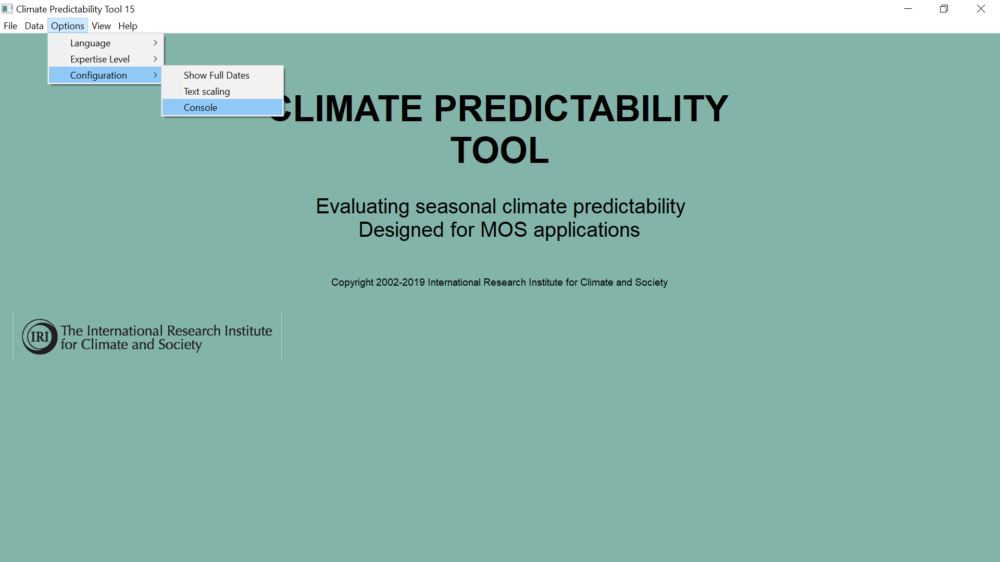 Climate Predictability Tool 15
File Data Options View Help
Language
Expertise Level
Configuration
Show Full Dates
Text scaling
Console
CLIMATE PREDICTABILITY
TOOL
Evaluating seasonal climate predictability
Designed for MOS applications
Copyright 2002-2019 International Research Institute for Climate and Society
IRI The International Research Institute
for Climate and Society